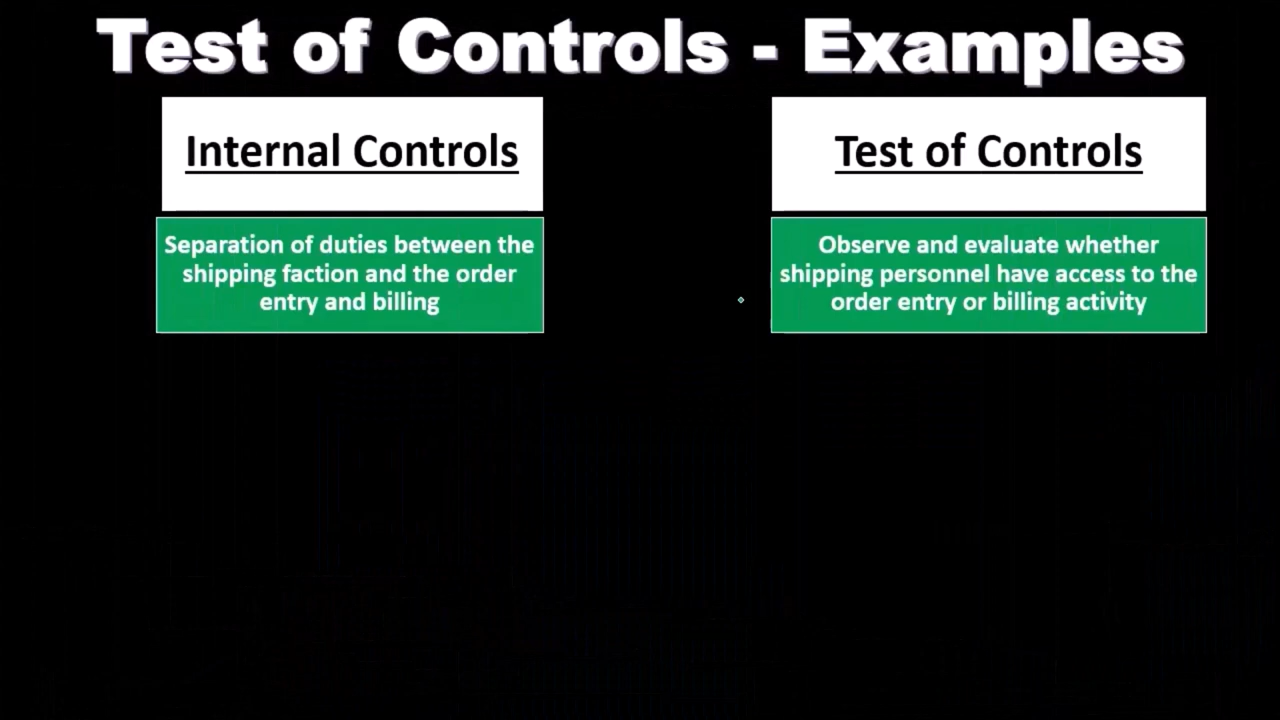 Test of Controls - Examples
Internal Controls
Separation of duties between the
shipping faction and the order
entry and billing
Test of Controls
Observe and evaluate whether
shipping personnel have access to the
order entry or billing activity